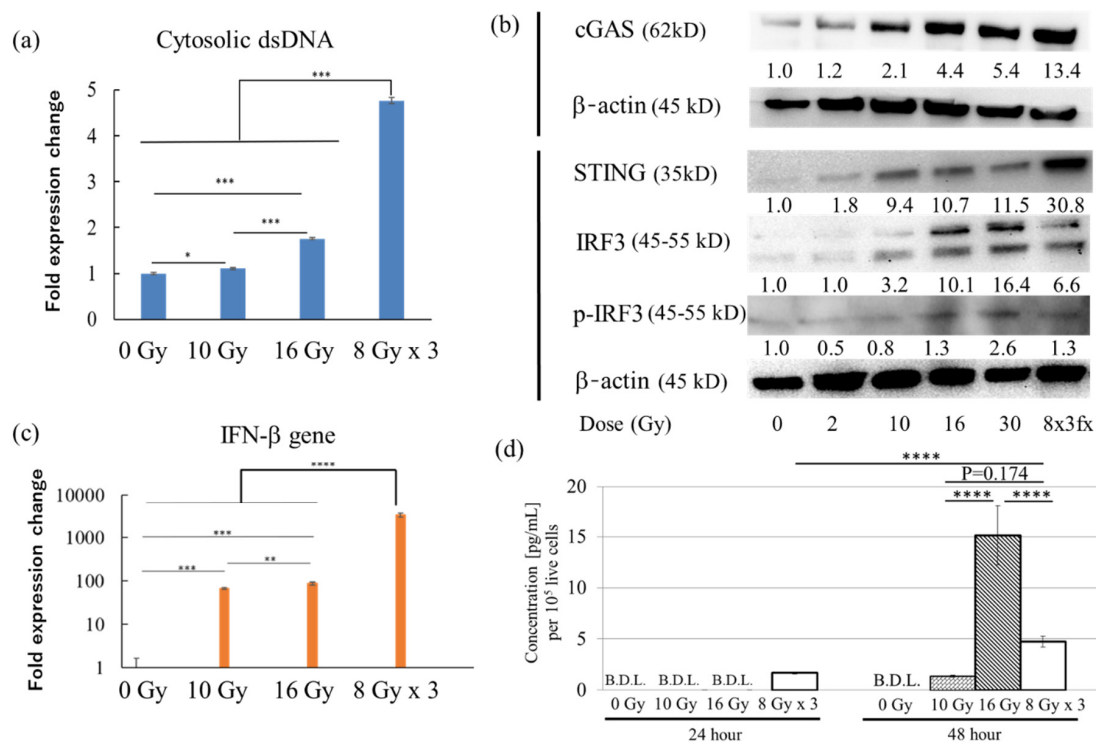 (a)
Cytosolic dsDNA
***
***
***
*
Fold expression change
5
4
3
2
1
0
0 Gy 10 Gy 16 Gy 8 Gy x 3
(b)
cGAS (62kD)
1.0 1.2 2.1 4.4 5.4 13.4
β-actin (45 kD)
STING (35kD)
1.0 1.8 9.4 10.7 11.5 30.8
IRF3 (45-55 kD)
1.0 1.0 3.2 10.1 16.4 6.6
p-IRF3 (45-55 kD)
1.0 0.5 0.8 1.3 2.6 1.3
β-actin (45 kD)
Dose (Gy) 0 2 10 16 30 8x3fx
(c)
IFN-β gene
****
***
*** **
Fold expression change
10000
1000
100
10
1
0 Gy 10 Gy 16 Gy 8 Gy x 3
(d)
****
P=0.174
**** ****
Concentration [pg/mL]
per 10⁵ live cells
20
15
10
5
0
B.D.L. B.D.L. B.D.L. B.D.L.
0 Gy 10 Gy 16 Gy 8 Gy x 3 0 Gy 10 Gy 16 Gy 8 Gy x 3
24 hour 48 hour